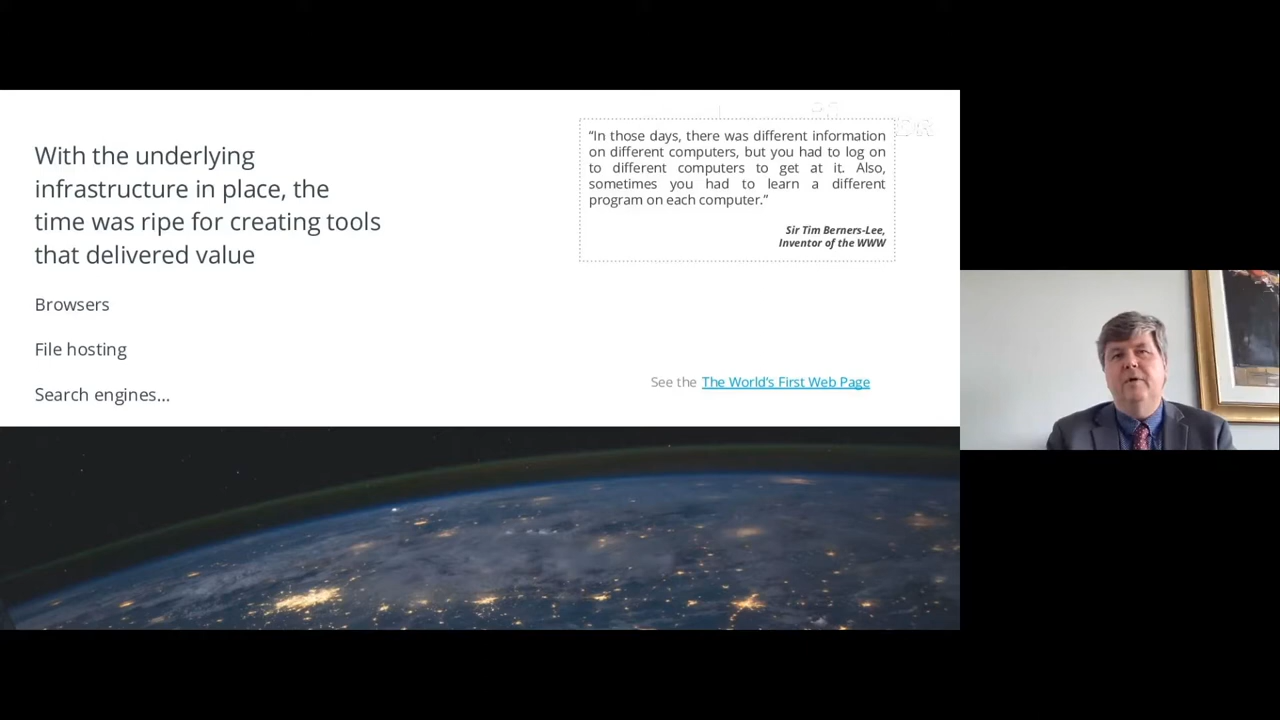 With the underlying
infrastructure in place, the
time was ripe for creating tools
that delivered value
Browsers
File hosting
Search engines...
“In those days, there was different information
on different computers, but you had to log on
to different computers to get at it. Also,
sometimes you had to learn a different
program on each computer.”
Sir Tim Berners-Lee,
Inventor of the WWW
See the The World's First Web Page